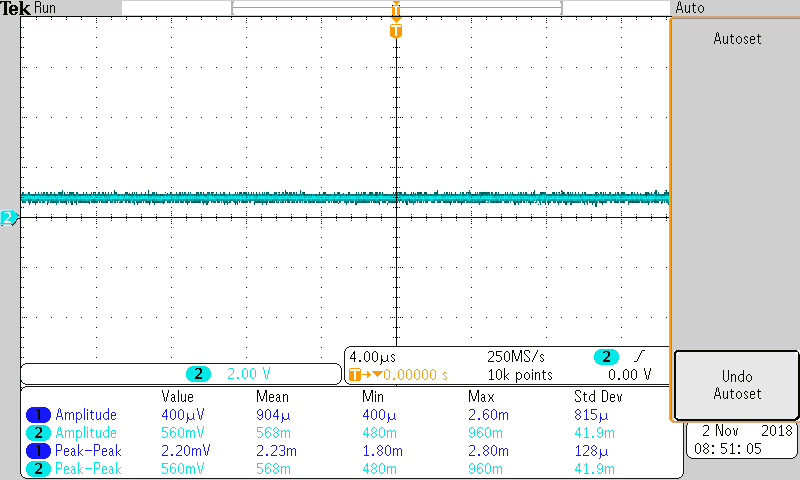 Tek Run Auto
T
T
Autoset
2
2 2.00 V
4.00µs 250MS/s 2
T 0.00000 s 10k points 0.00 V
Undo
Autoset
Value Mean Min Max Std Dev
1 Amplitude 400µV 904µ 400µ 2.60m 815µ
2 Amplitude 560mV 568m 480m 960m 41.9m
1 Peak-Peak 2.20mV 2.23m 1.80m 2.80m 128µ
2 Peak-Peak 560mV 568m 480m 960m 41.9m
2 Nov 2018
08:51:05